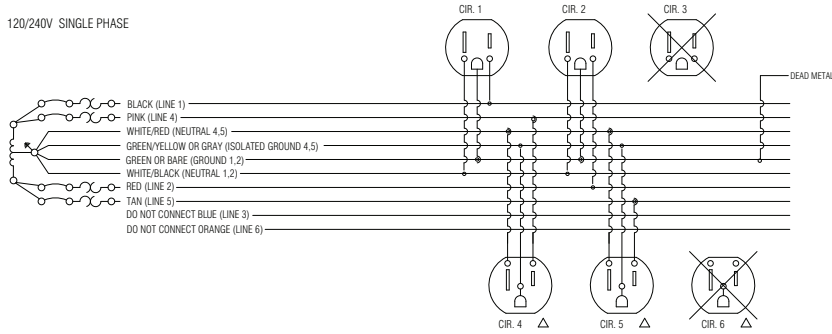 120/240V SINGLE PHASE
CIR. 1
CIR. 2
CIR. 3
DEAD METAL
BLACK (LINE 1)
PINK (LINE 4)
WHITE/RED (NEUTRAL 4,5)
GREEN/YELLOW OR GRAY (ISOLATED GROUND 4,5)
GREEN OR BARE (GROUND 1,2)
WHITE/BLACK (NEUTRAL 1,2)
RED (LINE 2)
TAN (LINE 5)
DO NOT CONNECT BLUE (LINE 3)
DO NOT CONNECT ORANGE (LINE 6)
CIR. 4
CIR. 5
CIR. 6